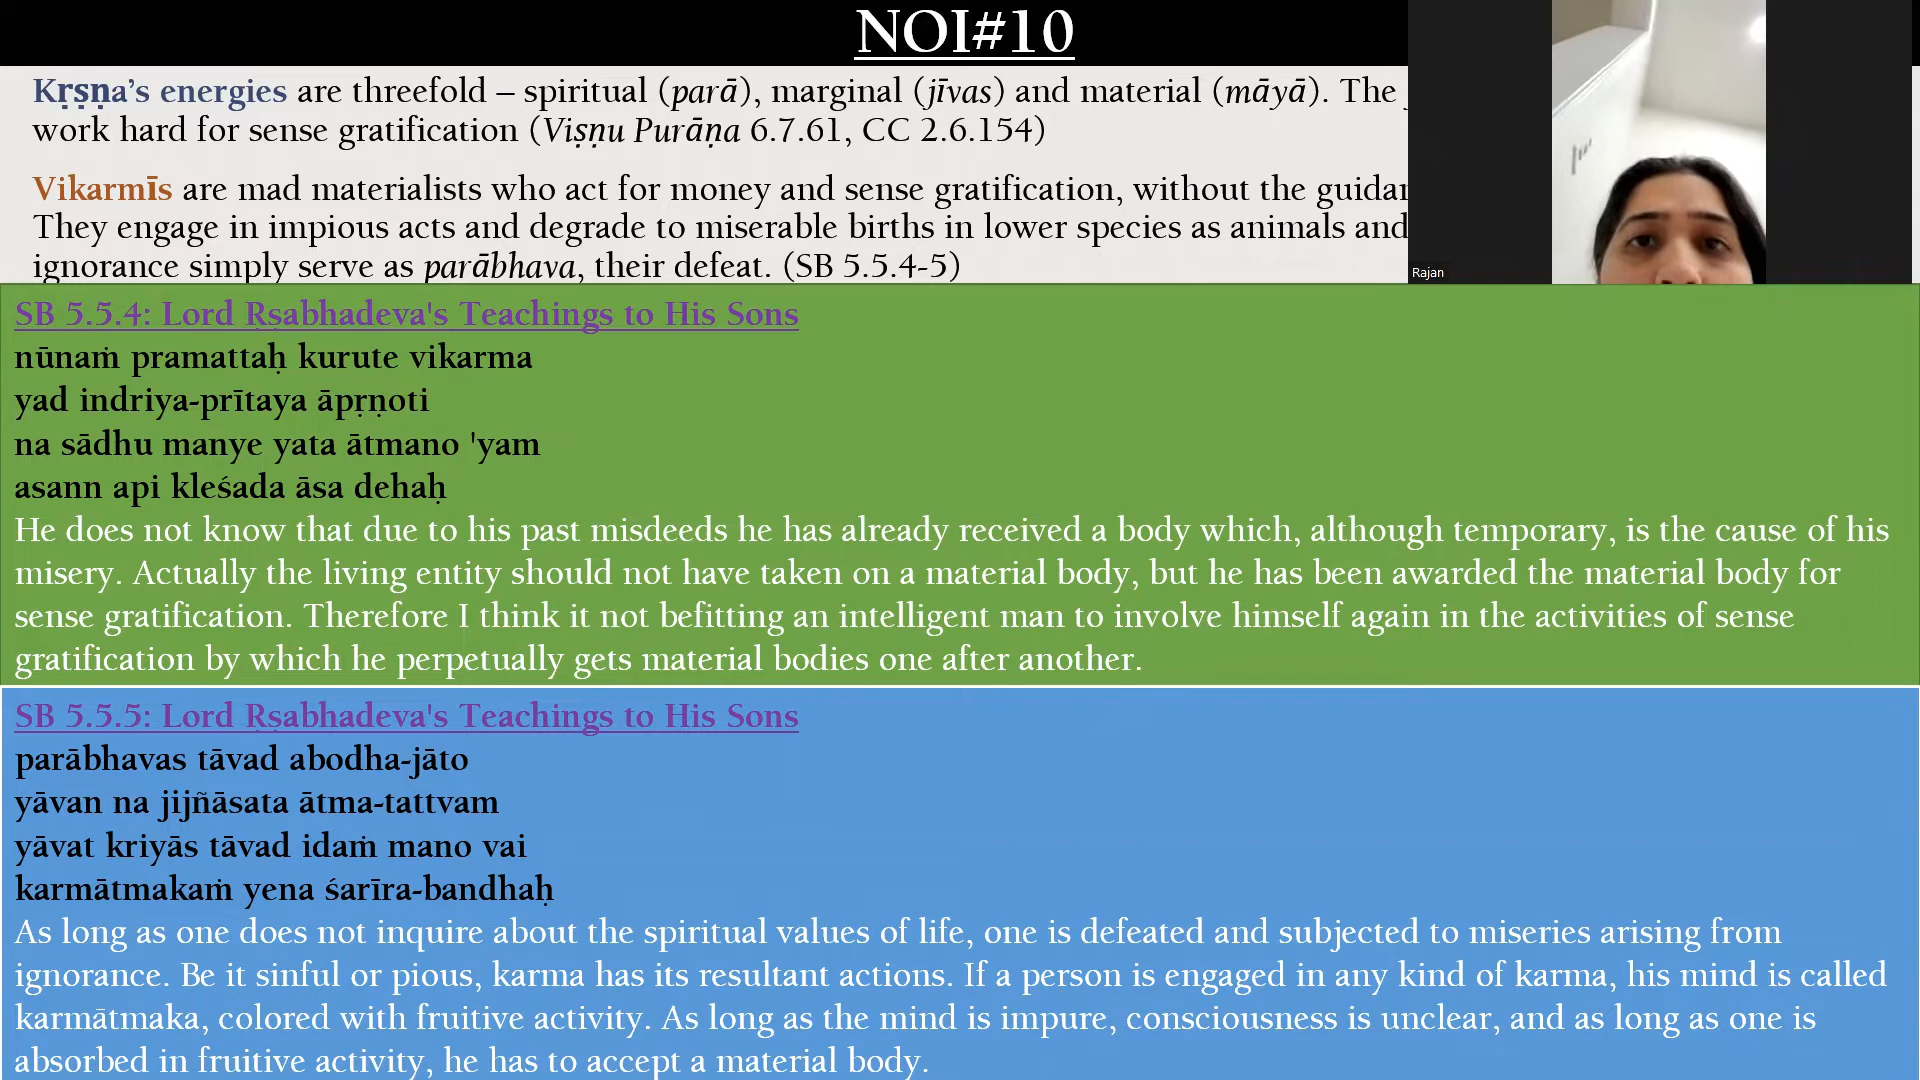 NOI#10
Kṛṣṇa’s energies are threefold – spiritual (parā), marginal (jīvas) and material (māyā). The
work hard for sense gratification (Viṣṇu Purāṇa 6.7.61, CC 2.6.154)
Vikarmīs are mad materialists who act for money and sense gratification, without the
They engage in impious acts and degrade to miserable births in lower species as animals and
ignorance simply serve as parābhava, their defeat. (SB 5.5.4-5)
Rajan
SB 5.5.4: Lord Ṛṣabhadeva's Teachings to His Sons
nūnaṁ pramattaḥ kurute vikarma
yad indriya-prītaya āpṛṇoti
na sādhu manye yata ātmano 'yam
asann api kleśada āsa dehaḥ
He does not know that due to his past misdeeds he has already received a body which, although temporary, is the cause of his
misery. Actually the living entity should not have taken on a material body, but he has been awarded the material body for
sense gratification. Therefore I think it not befitting an intelligent man to involve himself again in the activities of sense
gratification by which he perpetually gets material bodies one after another.
SB 5.5.5: Lord Ṛṣabhadeva's Teachings to His Sons
parābhavas tāvad abodha-jāto
yāvan na jijñāsata ātma-tattvam
yāvat kriyās tāvad idaṁ mano vai
karmātmakaṁ yena śarīra-bandhaḥ
As long as one does not inquire about the spiritual values of life, one is defeated and subjected to miseries arising from
ignorance. Be it sinful or pious, karma has its resultant actions. If a person is engaged in any kind of karma, his mind is called
karmātmaka, colored with fruitive activity. As long as the mind is impure, consciousness is unclear, and as long as one is
absorbed in fruitive activity, he has to accept a material body.